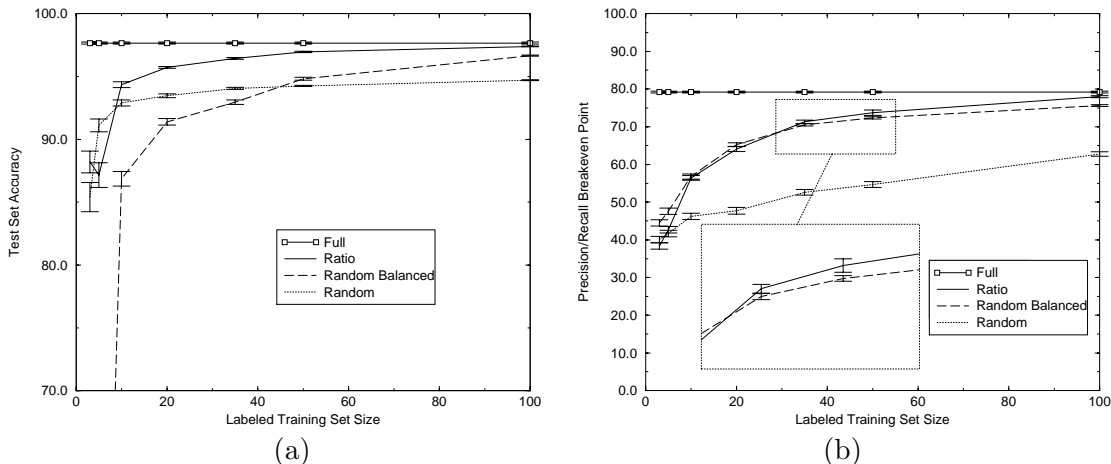 100.0
90.0
80.0
70.0
0 20 40 60 80 100
Test Set Accuracy
Labeled Training Set Size
Full
Ratio
Random Balanced
Random
(a)
100.0
90.0
80.0
70.0
60.0
50.0
40.0
30.0
20.0
10.0
0.0
0 20 40 60 80 100
Precision/Recall Breakeven Point
Labeled Training Set Size
Full
Ratio
Random Balanced
Random
(b)